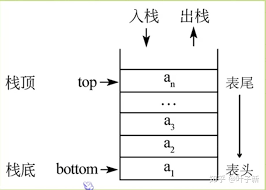 入栈 出栈
栈顶 top aₙ 表尾
…
a₃
a₂
栈底 bottom a₁ 表头